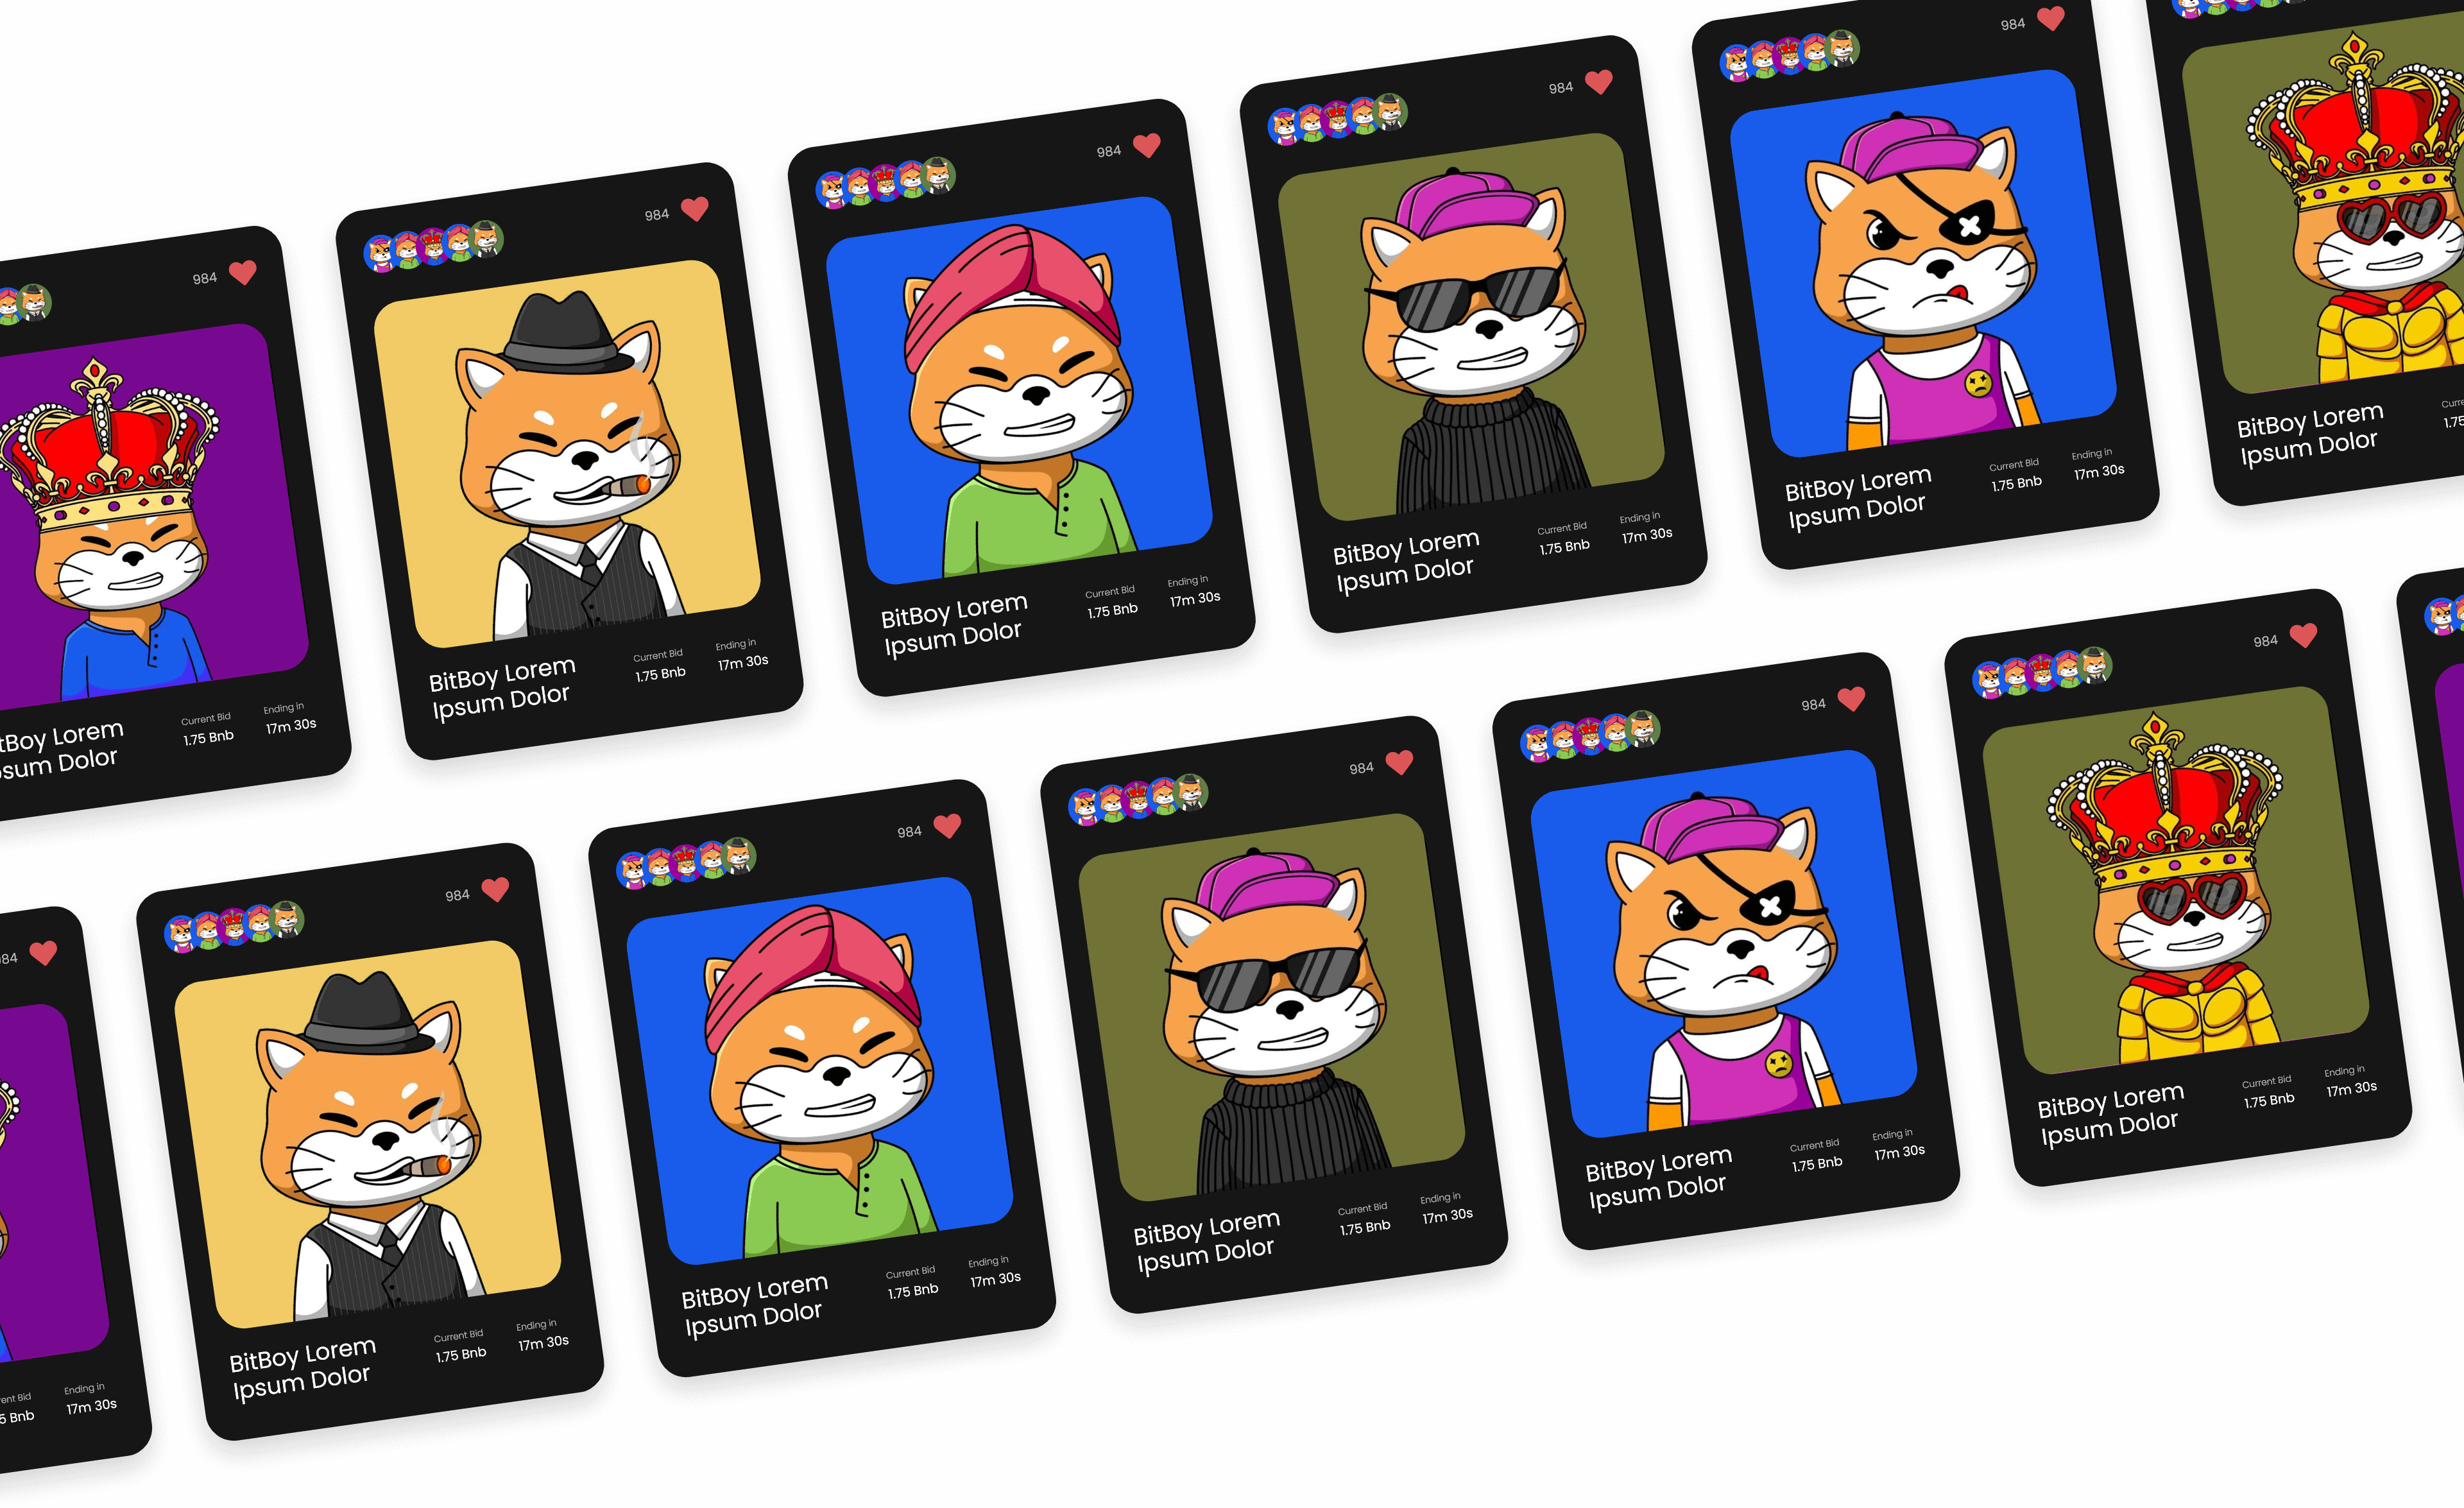 984
BitBoy Lorem
Ipsum Dolor
Current Bid
1.75 Bnb
Ending in
17m 30s
984
BitBoy Lorem
Ipsum Dolor
Current Bid
1.75 Bnb
Ending in
17m 30s
984
BitBoy Lorem
Ipsum Dolor
Current Bid
1.75 Bnb
Ending in
17m 30s
984
BitBoy Lorem
Ipsum Dolor
Current Bid
1.75 Bnb
Ending in
17m 30s
984
BitBoy Lorem
Ipsum Dolor
Current Bid
1.75 Bnb
Ending in
17m 30s
BitBoy Lorem
Ipsum Dolor
1.75
Bnb
Ending in
17m 30s
984
BitBoy Lorem
Ipsum Dolor
Current Bid
1.75 Bnb
Ending in
17m 30s
984
BitBoy Lorem
Ipsum Dolor
Current Bid
1.75 Bnb
Ending in
17m 30s
984
BitBoy Lorem
Ipsum Dolor
Current Bid
1.75 Bnb
Ending in
17m 30s
984
BitBoy Lorem
Ipsum Dolor
Current Bid
1.75 Bnb
Ending in
17m 30s
984
BitBoy Lorem
Ipsum Dolor
Current Bid
1.75 Bnb
Ending in
17m 30s